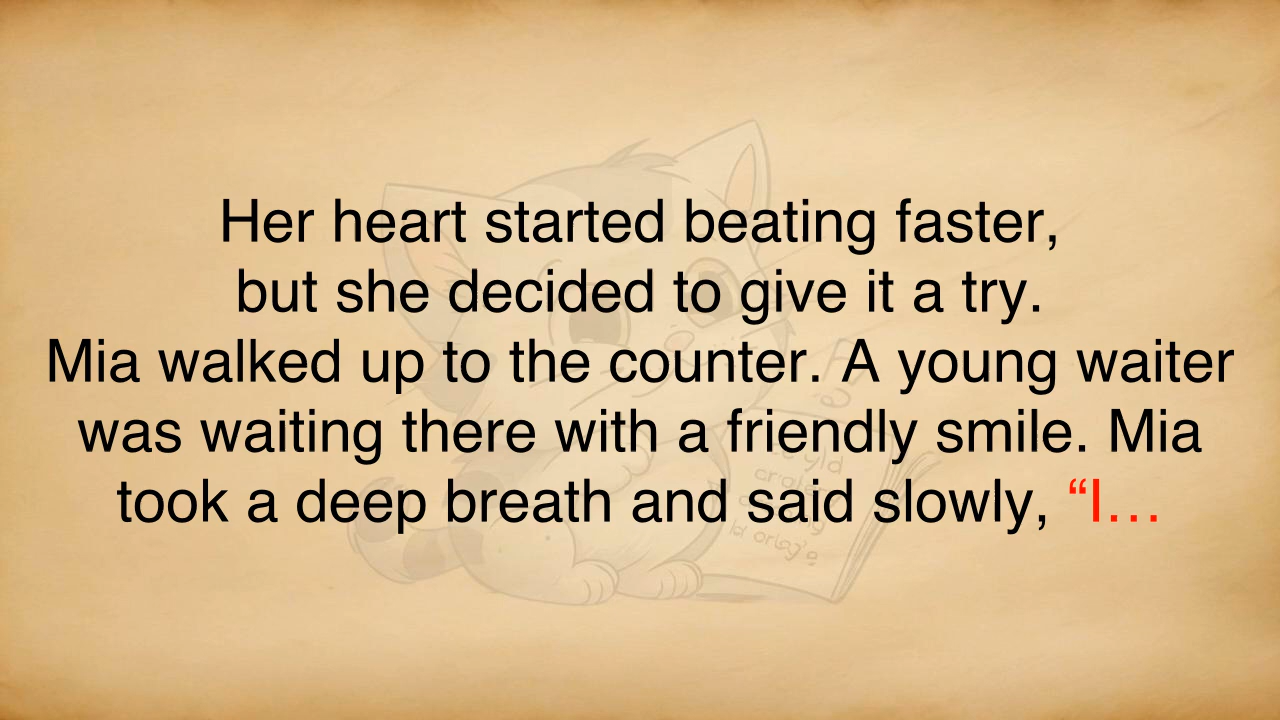 Her heart started beating faster,
but she decided to give it a try.
Mia walked up to the counter. A young waiter
was waiting there with a friendly smile. Mia
took a deep breath and said slowly, “I…